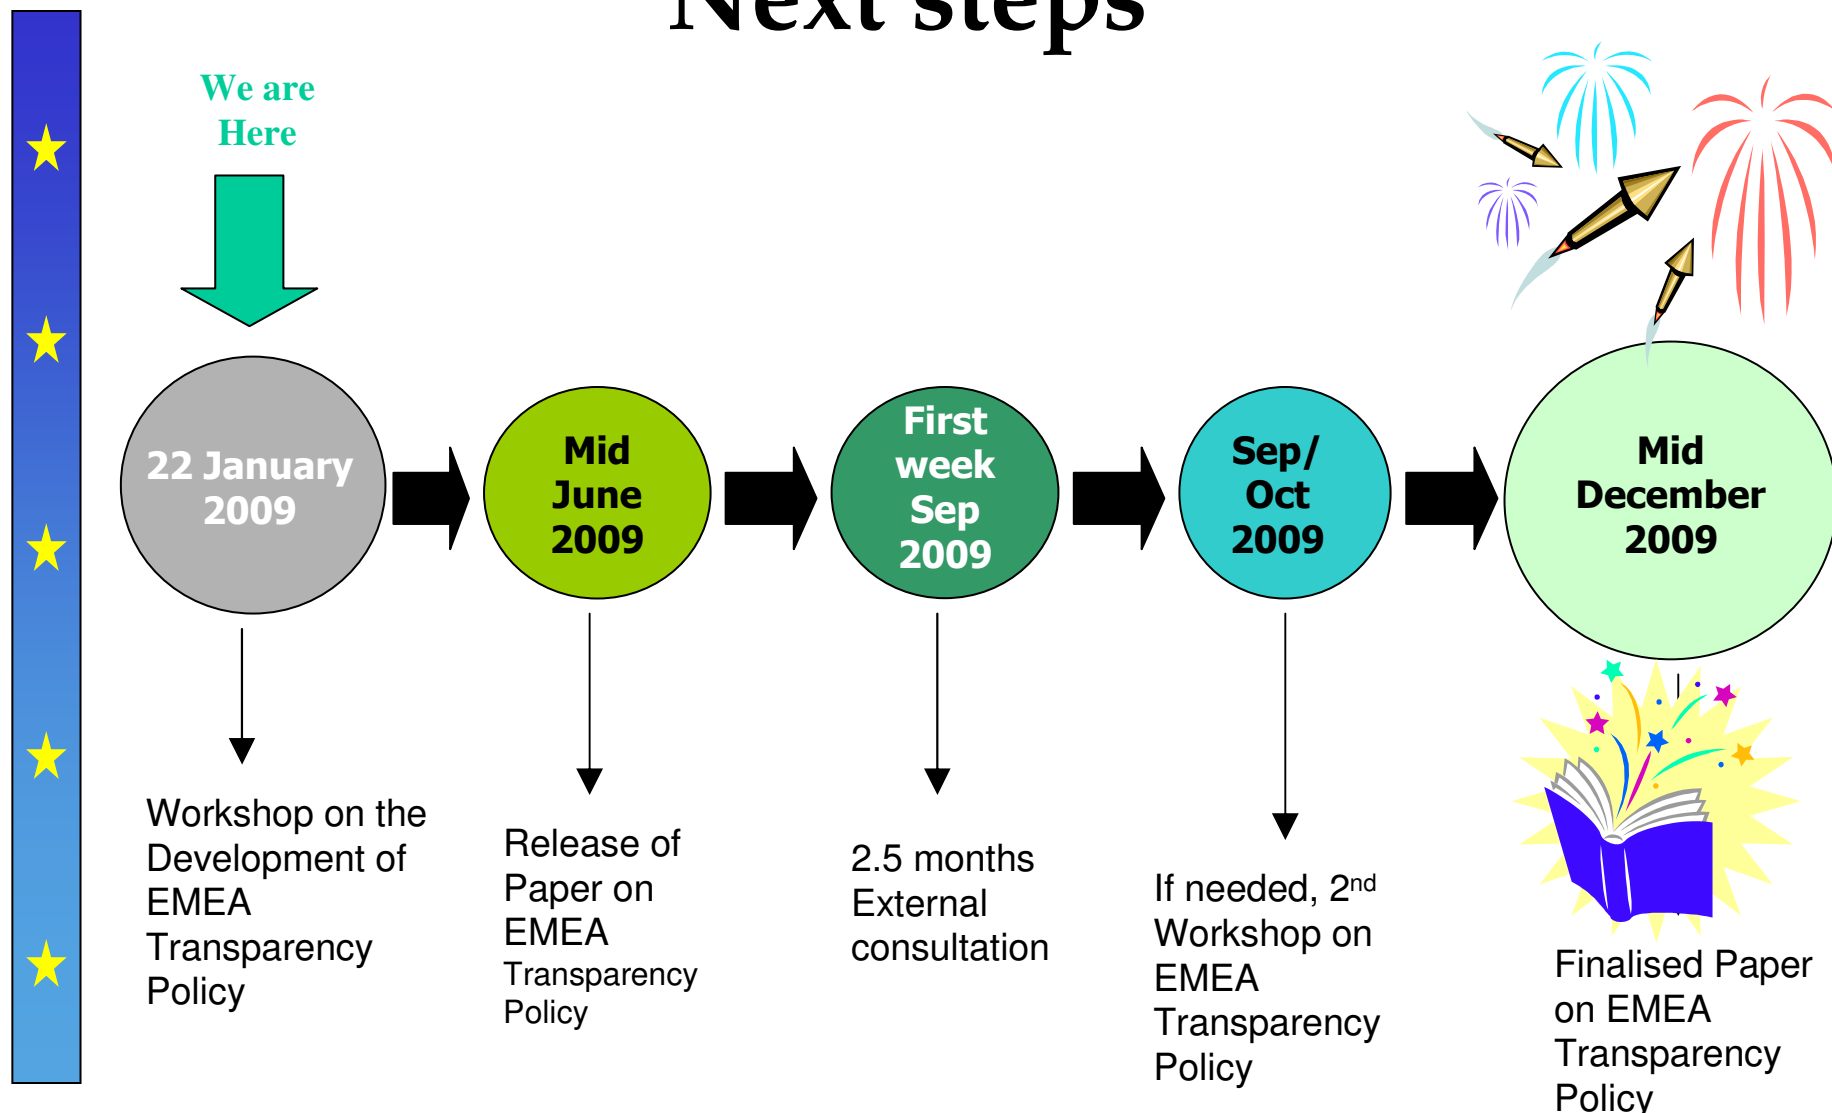 Next steps
We are
Here
22 January
2009
Mid
June
2009
First
week
Sep
2009
Sep/
Oct
2009
Mid
December
2009
Workshop on the
Development of
EMEA
Transparency
Policy
Release of
Paper on
EMEA
Transparency
Policy
2.5 months
External
consultation
If needed, 2nd
Workshop on
EMEA
Transparency
Policy
Finalised Paper
on EMEA
Transparency
Policy